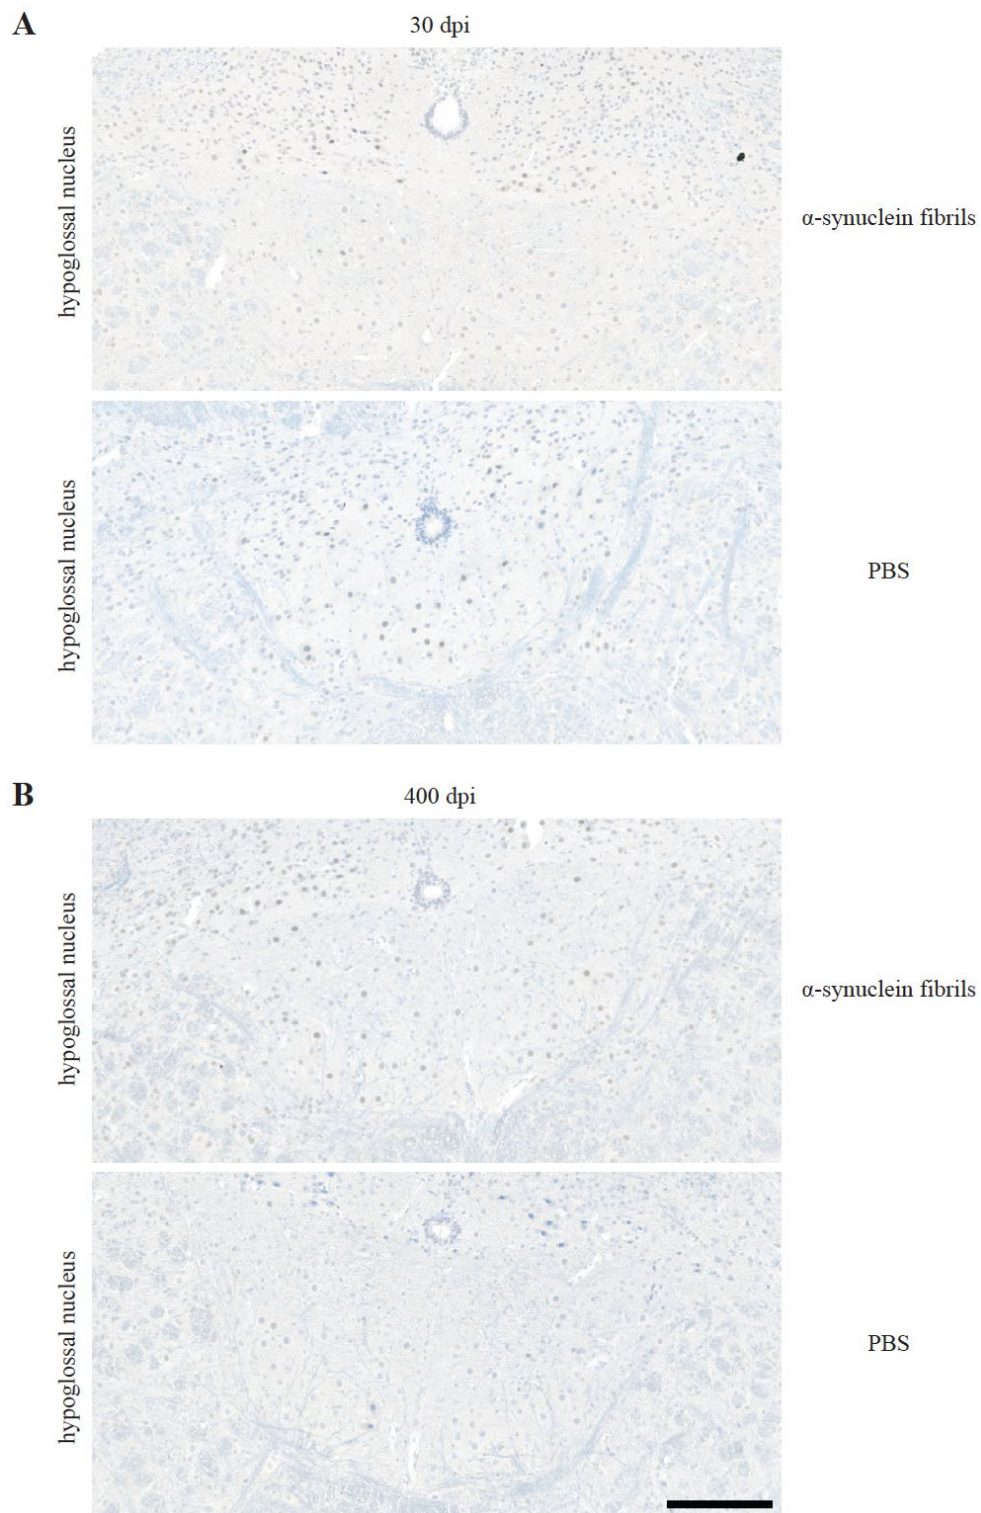 A
30 dpi
hypoglossal nucleus
α-synuclein fibrils
hypoglossal nucleus
PBS
B
400 dpi
hypoglossal nucleus
α-synuclein fibrils
hypoglossal nucleus
PBS